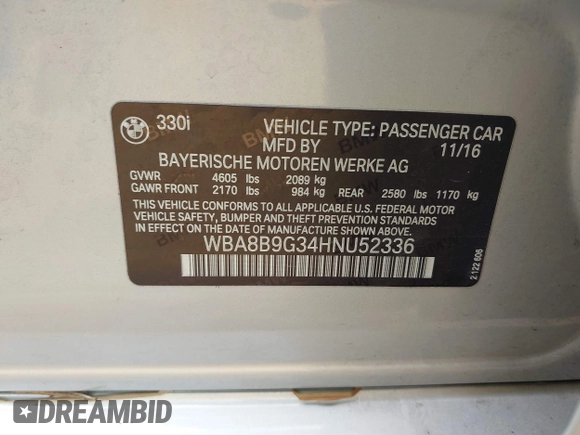 BMW
330i
VEHICLE TYPE: PASSENGER CAR
MFD BY 11/16
BAYERISCHE MOTOREN WERKE AG
GVWR 4605 lbs 2089 kg
GAWR FRONT 2170 lbs 984 kg REAR 2580 lbs 1170 kg
THIS VEHICLE CONFORMS TO ALL APPLICABLE U.S. FEDERAL MOTOR
VEHICLE SAFETY, BUMPER AND THEFT PREVENTION STANDARDS
IN EFFECT ON THE DATE OF MANUFACTURE SHOWN ABOVE
WBA8B9G34HNU52336
2 122 606
DREAMBID